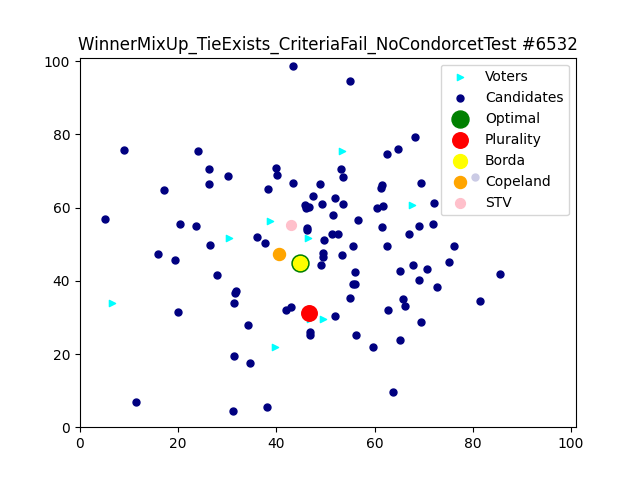 WinnerMixUp_TieExists_CriteriaFail_NoCondorcetTest #6532
100
80
60
40
20
0
0 20 40 60 80 100
Voters
Candidates
Optimal
Plurality
Borda
Copeland
STV